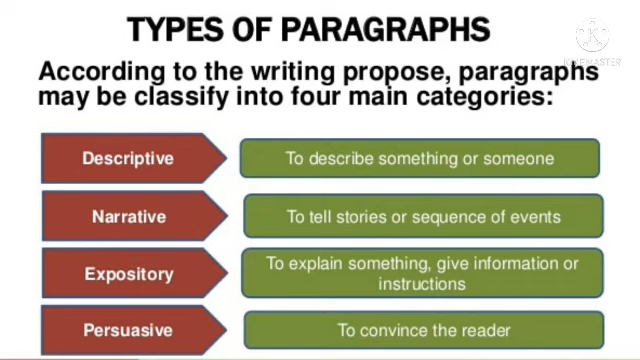 TYPES OF PARAGRAPHS
KINEMASTER
According to the writing propose, paragraphs
may be classify into four main categories:
Descriptive
To describe something or someone
Narrative
To tell stories or sequence of events
Expository
To explain something, give information or
instructions
Persuasive
To convince the reader